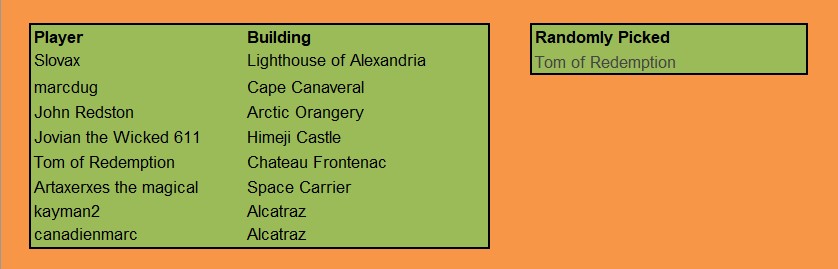 Player Building
Slovax Lighthouse of Alexandria
marcdug Cape Canaveral
John Redston Arctic Orangery
Jovian the Wicked 611 Himeji Castle
Tom of Redemption Chateau Frontenac
Artaxerxes the magical Space Carrier
kayman2 Alcatraz
canadienmarc Alcatraz
Randomly Picked
Tom of Redemption